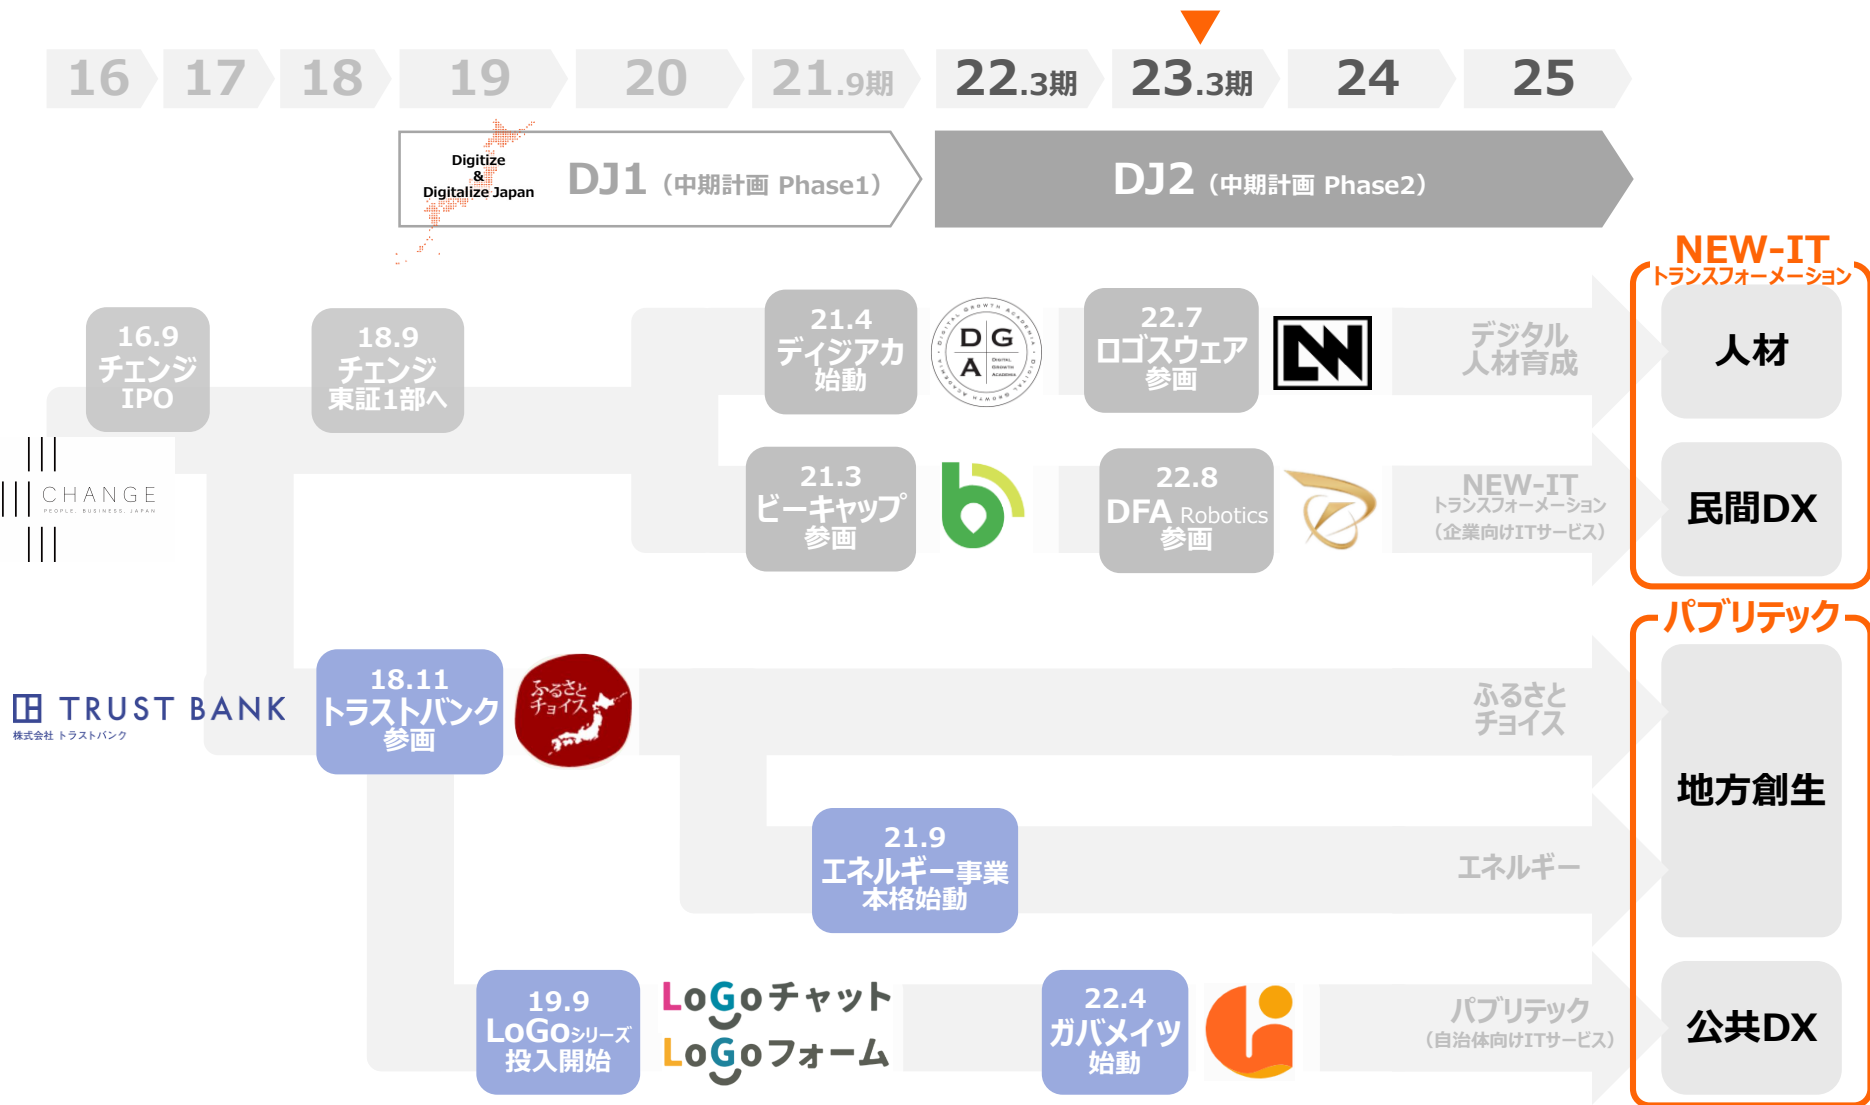 16
17
18
19
20
21.9期
22.3期
23.3期
24
25
Digitize
&
Digitalize Japan
DJ1（中期計画 Phase1）
DJ2（中期計画 Phase2）
NEW-IT
トランスフォーメーション
16.9
チェンジ
IPO
18.9
チェンジ
東証1部へ
21.4
ディジアカ
始動
DIGITAL GROWTH ACADEMIA
D G
A
DIGITAL
GROWTH
ACADEMIA
22.7
ロゴスウェア
参画
デジタル
人材育成
人材
CHANGE
PEOPLE, BUSINESS, JAPAN
21.3
ビーキャップ
参画
22.8
DFA Robotics
参画
NEW-IT
トランスフォーメーション
（企業向けITサービス）
民間DX
パブリテック
TRUST BANK
株式会社 トラストバンク
18.11
トラストバンク
参画
ふるさと
チョイス
ふるさと
チョイス
地方創生
21.9
エネルギー事業
本格始動
エネルギー
19.9
LoGoシリーズ
投入開始
LoGoチャット
LoGoフォーム
22.4
ガバメイツ
始動
パブリテック
（自治体向けITサービス）
公共DX